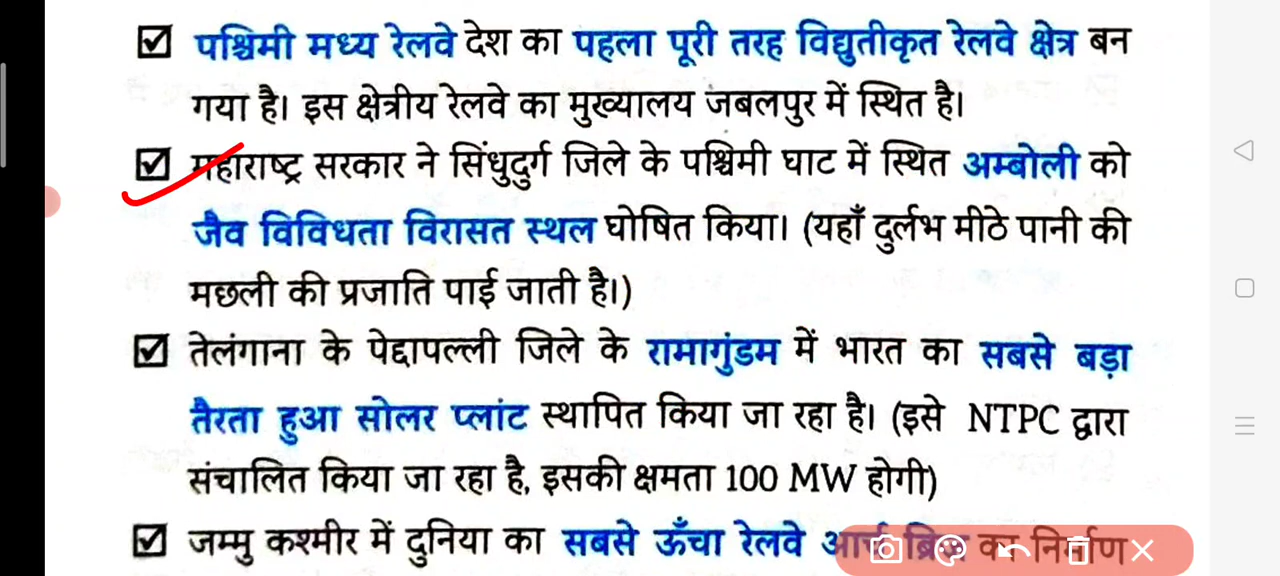 पश्चिमी मध्य रेलवे देश का पहला पूरी तरह विद्युतीकृत रेलवे क्षेत्र बन
गया है। इस क्षेत्रीय रेलवे का मुख्यालय जबलपुर में स्थित है।
महाराष्ट्र सरकार ने सिंधुदुर्ग जिले के पश्चिमी घाट में स्थित अम्बोली को
जैव विविधता विरासत स्थल घोषित किया। (यहाँ दुर्लभ मीठे पानी की
मछली की प्रजाति पाई जाती है।)
तेलंगाना के पेद्दापल्ली जिले के रामागुंडम में भारत का सबसे बड़ा
तैरता हुआ सोलर प्लांट स्थापित किया जा रहा है। (इसे NTPC द्वारा
संचालित किया जा रहा है, इसकी क्षमता 100 MW होगी)
जम्मु कश्मीर में दुनिया का सबसे ऊँचा रेलवे आर्च ब्रिज का निर्माण